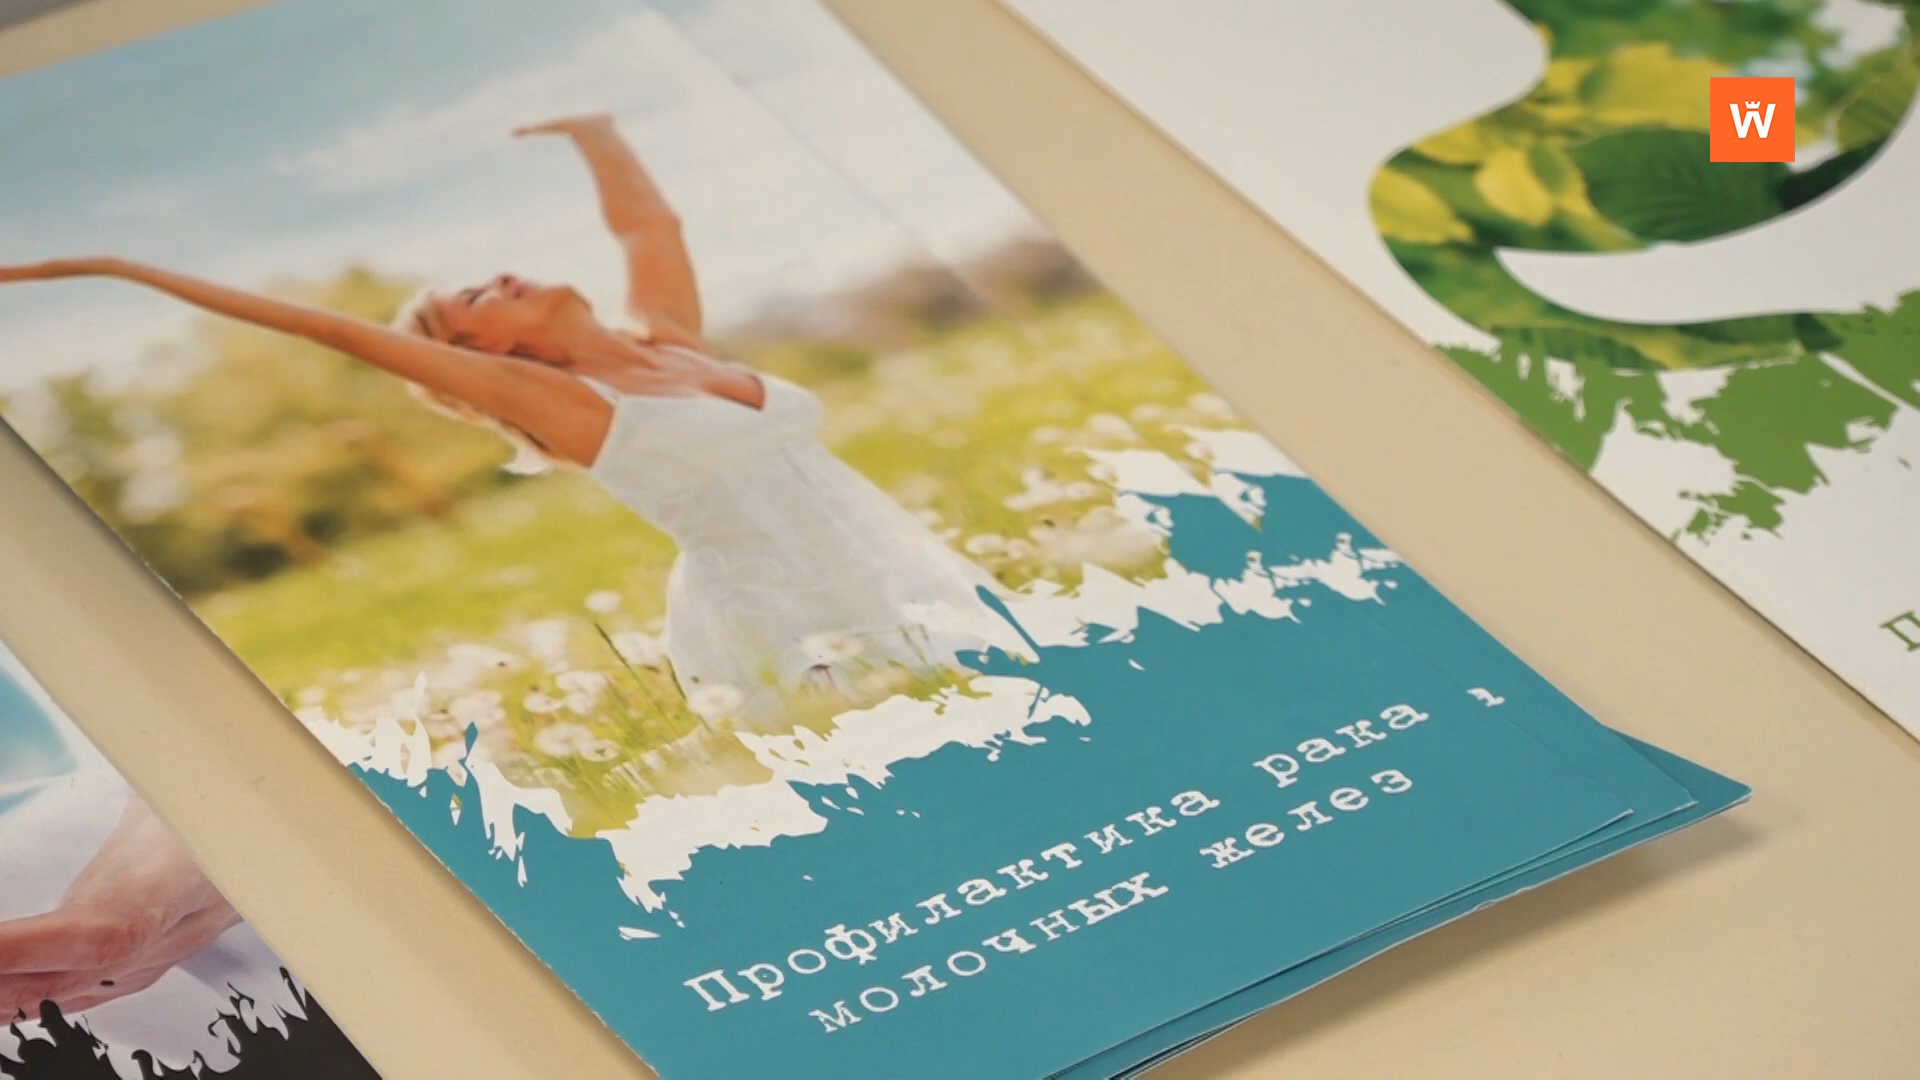 W
Профилактика рака
молочных желез